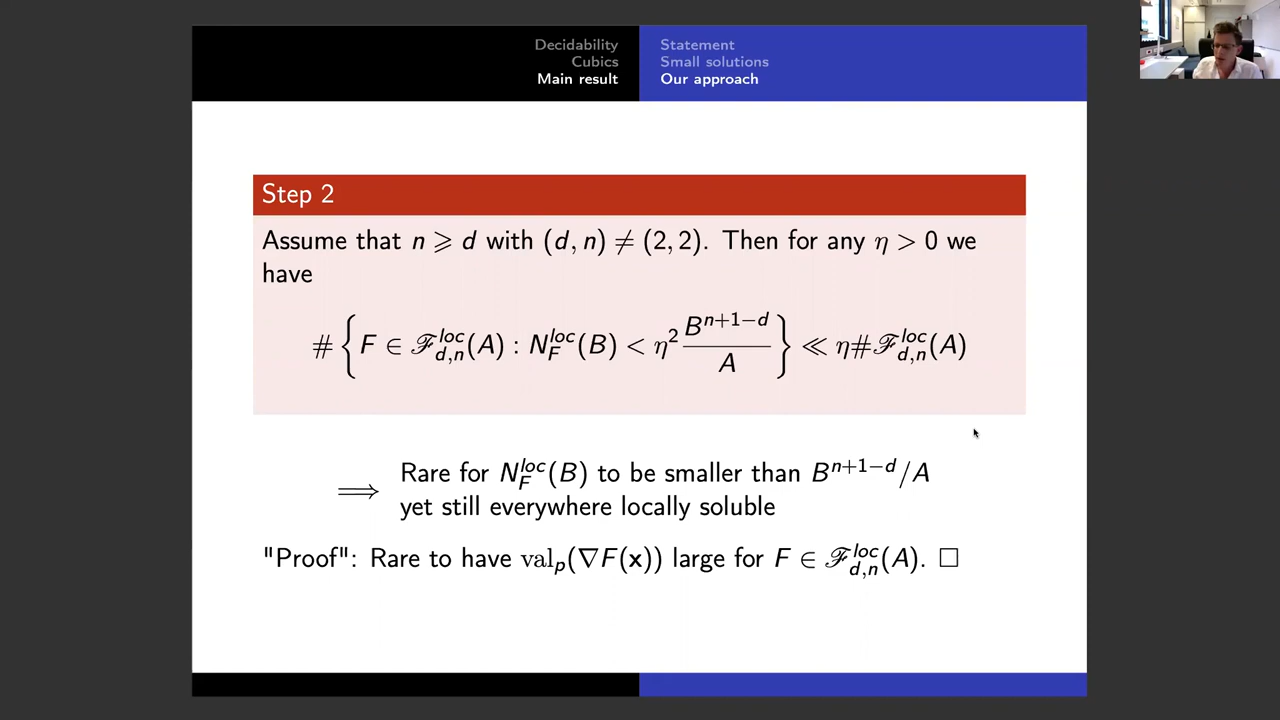 Decidability
Cubics
Main result
Statement
Small solutions
Our approach
Step 2
Assume that n ⩾ d with (d, n) ≠ (2, 2). Then for any η > 0 we
have
# { F ∈ ℱ^{loc}_{d,n}(A) : N^{loc}_F(B) < η² \frac{B^{n+1−d}}{A} } ≪ η#ℱ^{loc}_{d,n}(A)
⟹ Rare for N^{loc}_F(B) to be smaller than B^{n+1−d}/A
yet still everywhere locally soluble
"Proof": Rare to have val_p(∇F(x)) large for F ∈ ℱ^{loc}_{d,n}(A). □